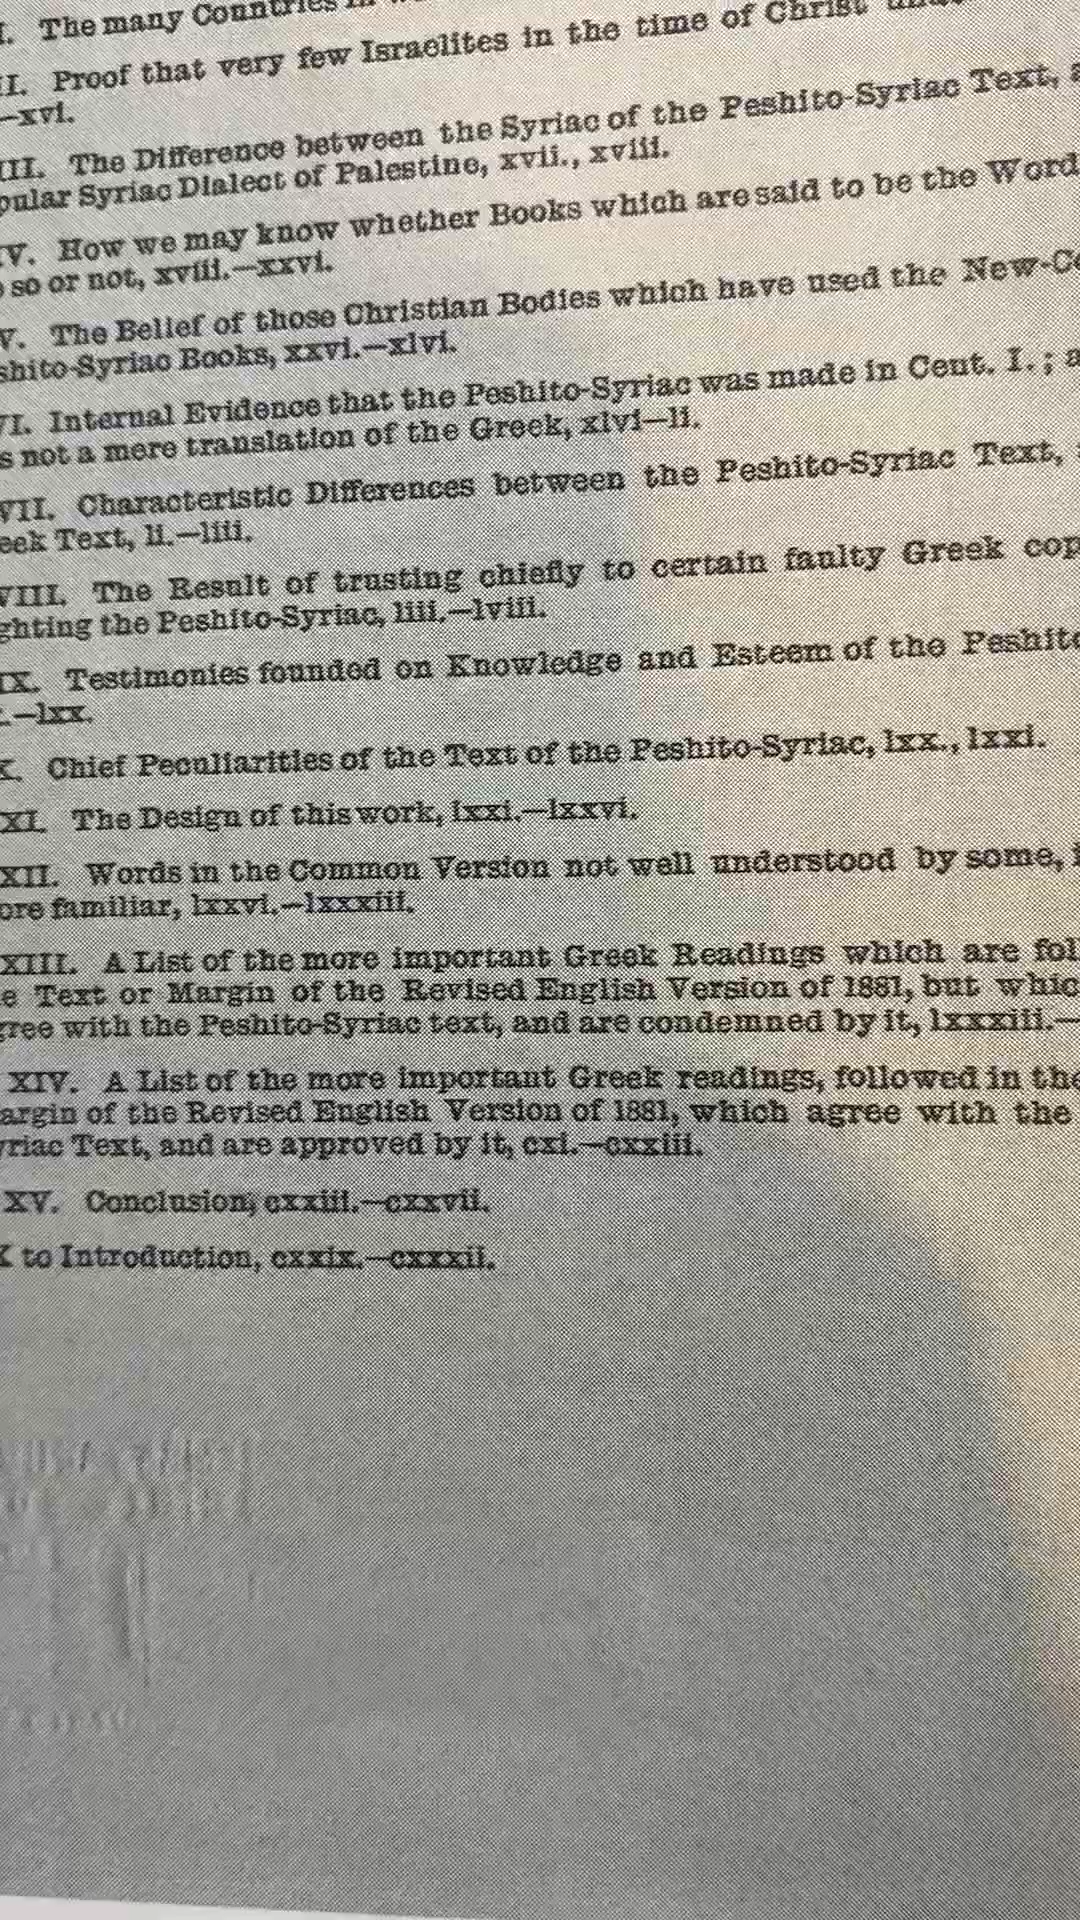 I. The many Countries in
II. Proof that very few Israelites in the time of Christ
—xvi.
III. The Difference between the Syriac of the Peshito-Syriac Text, a
pular Syriac Dialect of Palestine, xvii., xviii.
IV. How we may know whether Books which are said to be the Word
so or not, xviii.—xxvi.
V. The Belief of those Christian Bodies which have used the New-Co
shito-Syriac Books, xxvi.—xlvi.
VI. Internal Evidence that the Peshito-Syriac was made in Cent. I.; a
s not a mere translation of the Greek, xlvi—li.
VII. Characteristic Differences between the Peshito-Syriac Text,
eek Text, li.—liii.
VIII. The Result of trusting chiefly to certain faulty Greek cop
ghting the Peshito-Syriac, liii.—lviii.
IX. Testimonies founded on Knowledge and Esteem of the Peshito
.—lxx.
X. Chief Peculiarities of the Text of the Peshito-Syriac, lxx., lxxi.
XI. The Design of this work, lxxi.—lxxvi.
XII. Words in the Common Version not well understood by some,
ore familiar, lxxvi.—lxxxiii.
XIII. A List of the more important Greek Readings which are fol
e Text or Margin of the Revised English Version of 1881, but whic
gree with the Peshito-Syriac text, and are condemned by it, lxxxiii.—
XIV. A List of the more important Greek readings, followed in the
argin of the Revised English Version of 1881, which agree with the
yriac Text, and are approved by it, cxi.—cxxiii.
XV. Conclusion, cxxiii.—cxxvii.
X to Introduction, cxxix.—cxxxii.